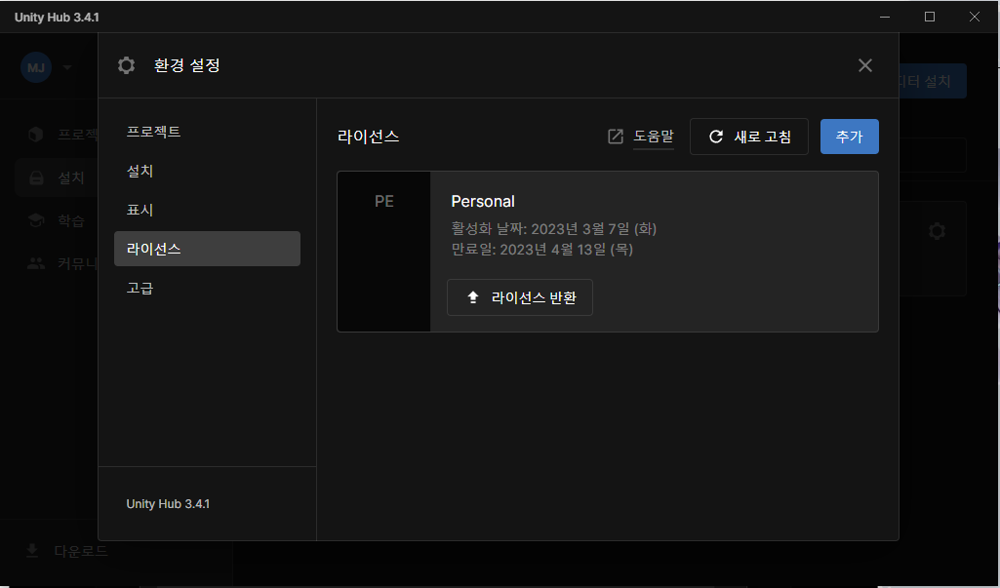 Unity Hub 3.4.1
MJ
환경 설정
터 설치
프로젝
설치
학습
커뮤니
다운로드
프로젝트
설치
표시
라이선스
고급
Unity Hub 3.4.1
라이선스
도움말
새로 고침
추가
PE
Personal
활성화 날짜: 2023년 3월 7일 (화)
만료일: 2023년 4월 13일 (목)
라이선스 반환